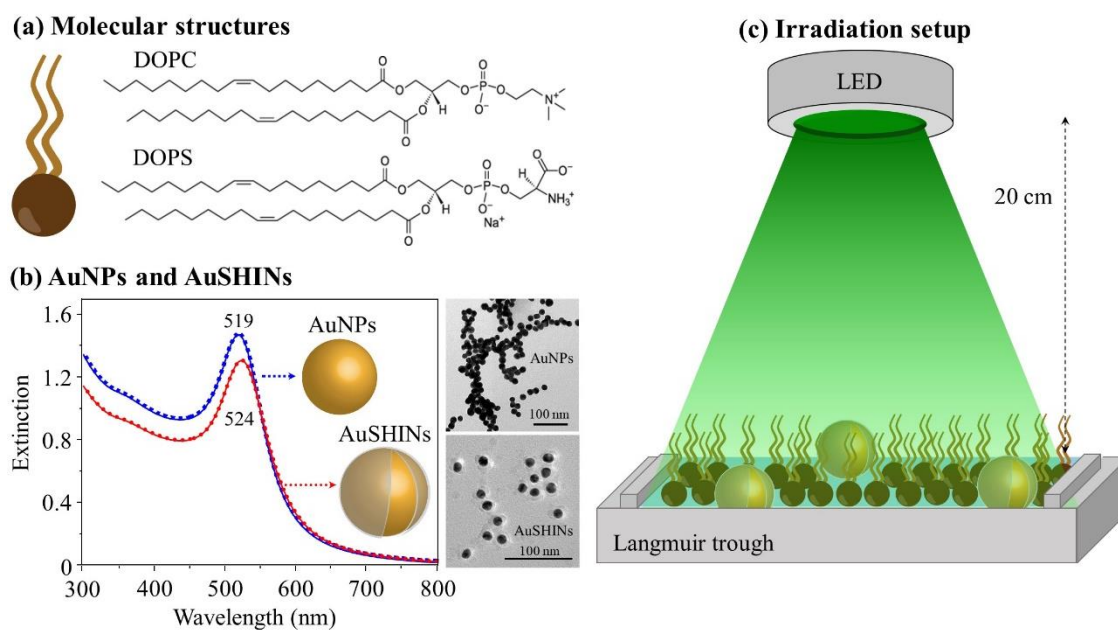 (a) Molecular structures
DOPC
O
O
O
O
H
O
O
P
O⁻
O
N⁺
DOPS
O
O
O
O
H
O
O
P
O⁻
Na⁺
O
H
O
O⁻
NH₃⁺
(b) AuNPs and AuSHINs
1.6
1.2
0.8
0.4
0
Extinction
519
524
AuNPs
AuSHINs
300
400
500
600
700
800
Wavelength (nm)
AuNPs
100 nm
AuSHINs
100 nm
(c) Irradiation setup
LED
20 cm
Langmuir trough